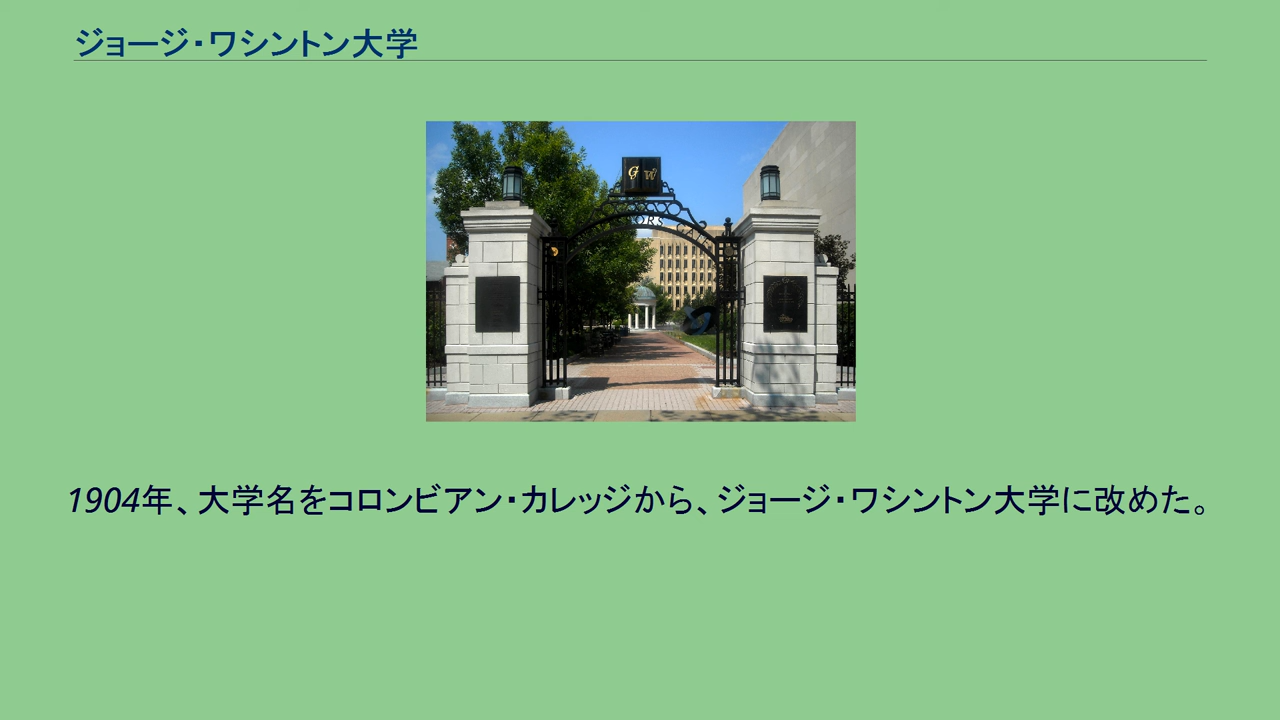 ジョージ・ワシントン大学
GW
1904年、大学名をコロンビアン・カレッジから、ジョージ・ワシントン大学に改めた。